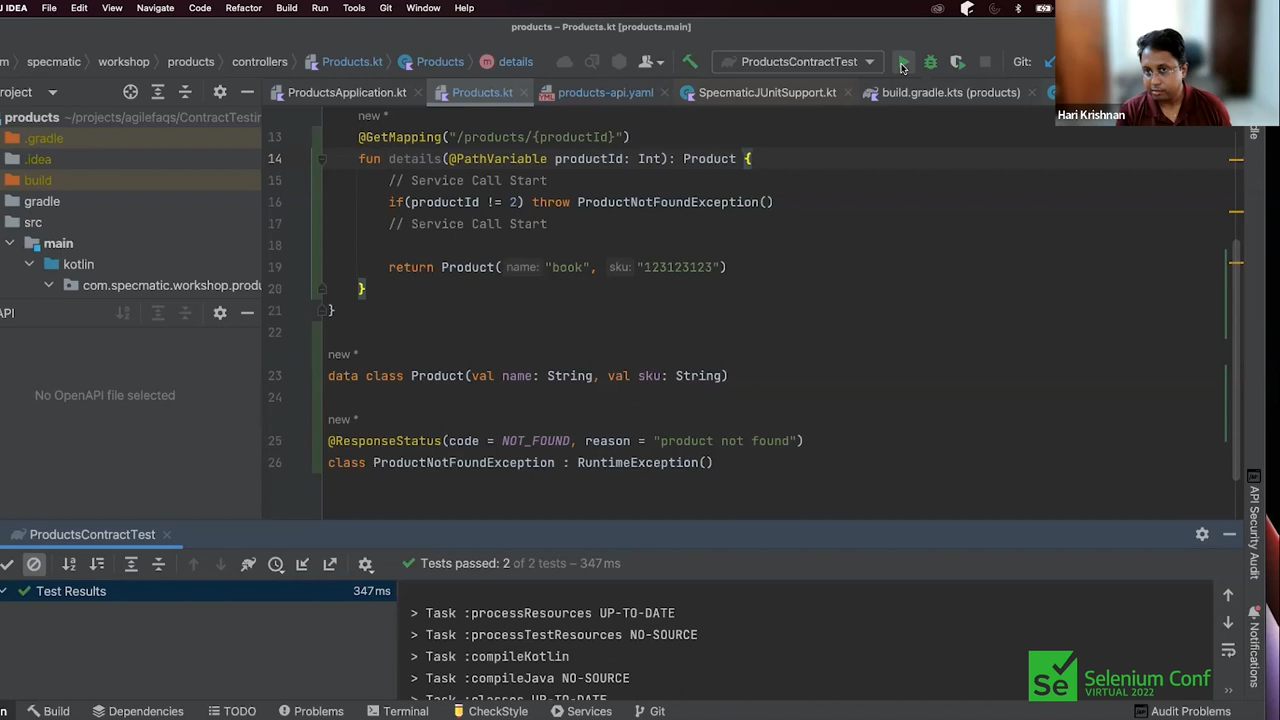 J IDEA File Edit View Navigate Code Refactor Build Run Tools Git Window Help
products – Products.kt [products.main]
specmatic workshop products controllers Products.kt Products details ProductsContractTest Git:
roject ProductsApplication.kt Products.kt products-api.yaml SpecmaticJUnitSupport.kt build.gradle.kts (products)
Hari Krishnan
products ~/projects/agilefaqs/ContractTestin
.gradle
.idea
build
gradle
src
main
kotlin
com.specmatic.workshop.produ
API
No OpenAPI file selected
new *
13 @GetMapping("/products/{productId}")
14 fun details(@PathVariable productId: Int): Product {
15 // Service Call Start
16 if(productId != 2) throw ProductNotFoundException()
17 // Service Call Start
18
19 return Product( name: "book", sku: "123123123")
20 }
21 }
22
new *
23 data class Product(val name: String, val sku: String)
24
new *
25 @ResponseStatus(code = NOT_FOUND, reason = "product not found")
26 class ProductNotFoundException : RuntimeException()
API Security Audit
Notifications
ProductsContractTest
Tests passed: 2 of 2 tests – 347 ms
Test Results 347 ms
> Task :processResources UP-TO-DATE
> Task :processTestResources NO-SOURCE
> Task :compileKotlin
> Task :compileJava NO-SOURCE
> Task :classes UP-TO-DATE
Se Selenium Conf
VIRTUAL 2022
n Build Dependencies TODO Problems Terminal CheckStyle Services Git Audit Problems